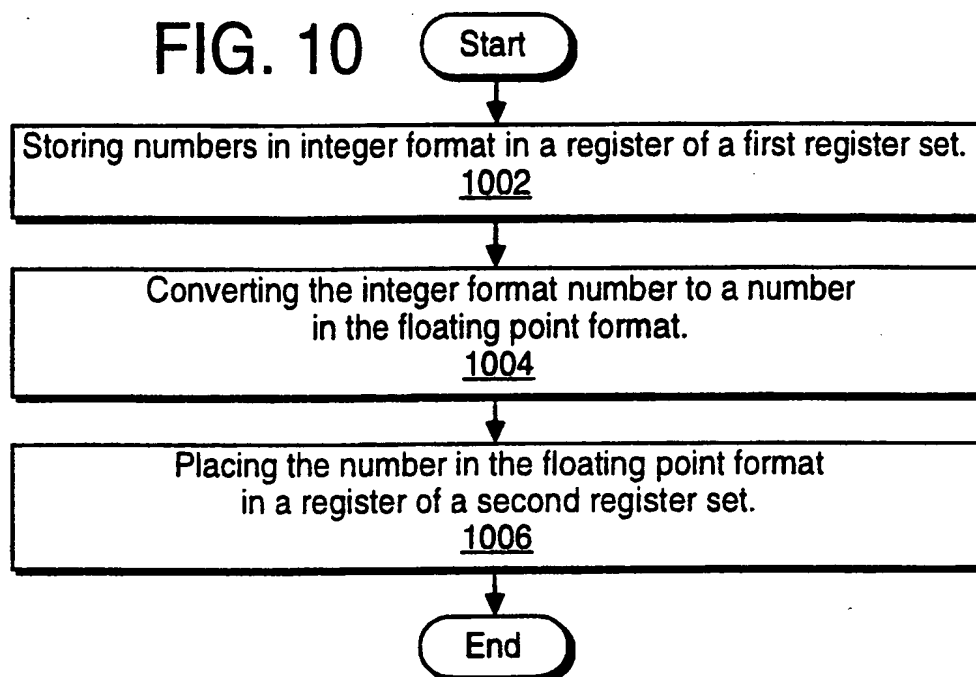 FIG. 10
Start
Storing numbers in integer format in a register of a first register set.
1002
Converting the integer format number to a number
in the floating point format.
1004
Placing the number in the floating point format
in a register of a second register set.
1006
End